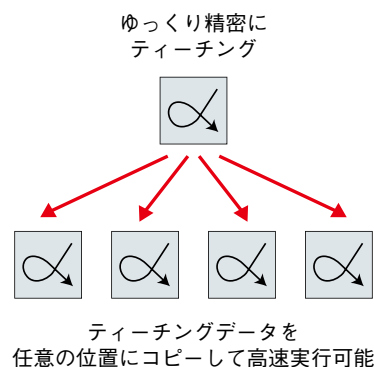 ゆっくり精密に
ティーチング
ティーチングデータを
任意の位置にコピーして高速実行可能